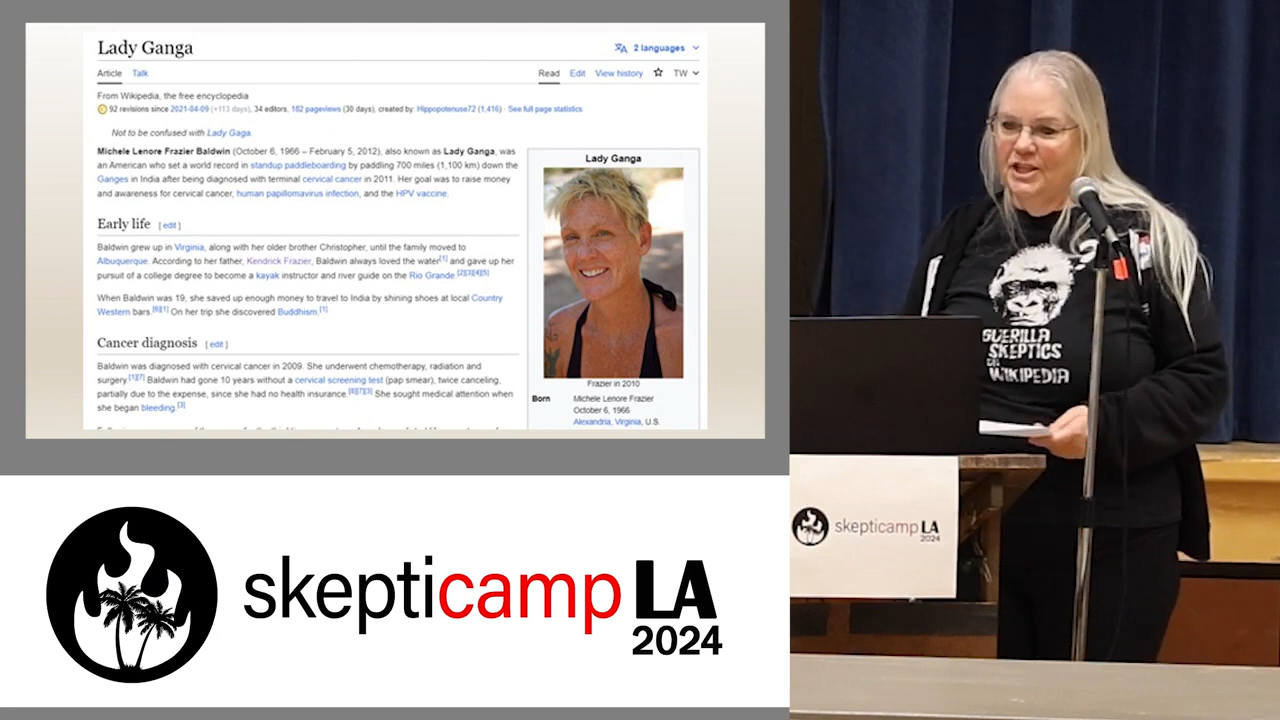 Lady Ganga
2 languages
Article Talk
Read Edit View history TW
From Wikipedia, the free encyclopedia
92 revisions since 2021-04-09 (+113 days), 34 editors, 182 pageviews (30 days), created by: Hippopotenuse72 (1,416) · See full page statistics
Not to be confused with Lady Gaga.
Michele Lenore Frazier Baldwin (October 6, 1966 – February 5, 2012), also known as Lady Ganga, was
an American who set a world record in standup paddleboarding by paddling 700 miles (1,100 km) down the
Ganges in India after being diagnosed with terminal cervical cancer in 2011. Her goal was to raise money
and awareness for cervical cancer, human papillomavirus infection, and the HPV vaccine.
Early life [ edit ]
Baldwin grew up in Virginia, along with her older brother Christopher, until the family moved to
Albuquerque. According to her father, Kendrick Frazier, Baldwin always loved the water[1] and gave up her
pursuit of a college degree to become a kayak instructor and river guide on the Rio Grande.[2][3][4][5]
When Baldwin was 19, she saved up enough money to travel to India by shining shoes at local Country
Western bars.[6][1] On her trip she discovered Buddhism.[1]
Cancer diagnosis [ edit ]
Baldwin was diagnosed with cervical cancer in 2009. She underwent chemotherapy, radiation and
surgery.[1][7] Baldwin had gone 10 years without a cervical screening test (pap smear), twice canceling,
partially due to the expense, since she had no health insurance.[8][7][3] She sought medical attention when
she began bleeding.[3]
Lady Ganga
Frazier in 2010
Born Michele Lenore Frazier
October 6, 1966
Alexandria, Virginia, U.S.
skepticamp LA
2024
GUERILLA
SKEPTICS
ON
WIKIPEDIA
skepticamp LA
2024